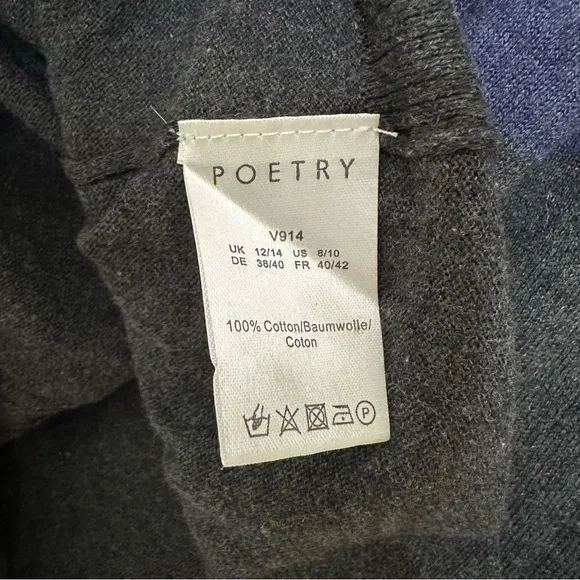 POETRY
V914
UK 12/14 US 8/10
DE 38/40 FR 40/42
100% Cotton/Baumwolle/
Coton
P